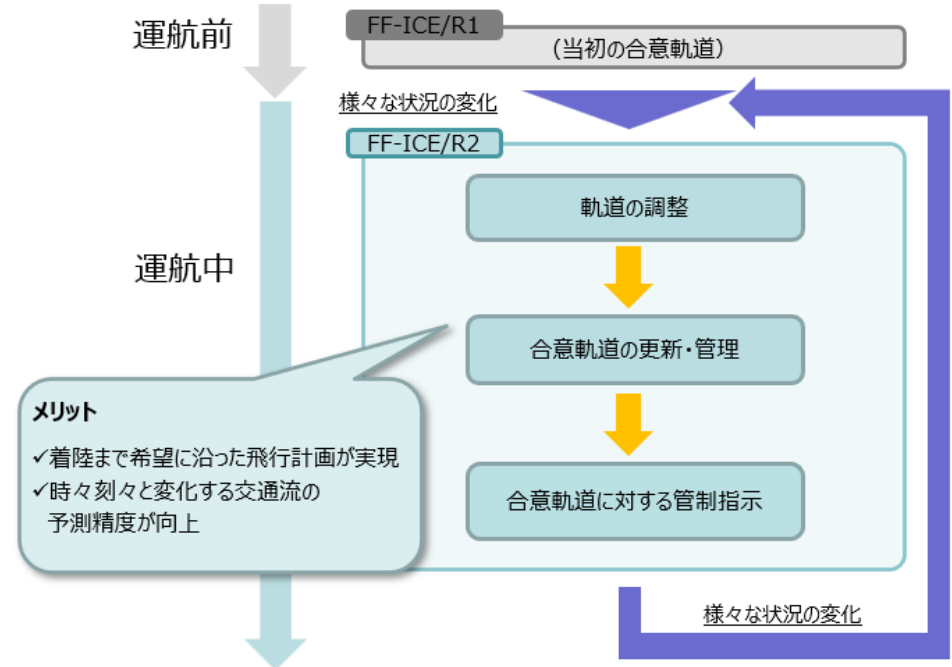 運航前
FF-ICE/R1
(当初の合意軌道)
様々な状況の変化
FF-ICE/R2
軌道の調整
運航中
合意軌道の更新・管理
メリット
✓着陸まで希望に沿った飛行計画が実現
✓時々刻々と変化する交通流の
予測精度が向上
合意軌道に対する管制指示
様々な状況の変化